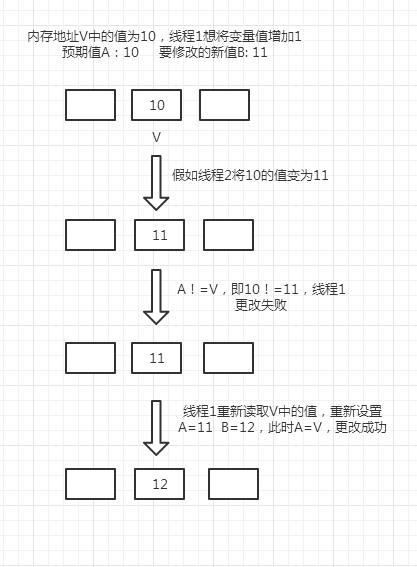 内存地址V中的值为10，线程1想将变量值增加1
预期值A：10 要修改的新值B: 11
10
V
假如线程2将10的值变为11
11
A！=V，即10！=11，线程1
更改失败
11
线程1重新读取V中的值，重新设置
A=11 B=12，此时A=V，更改成功
12